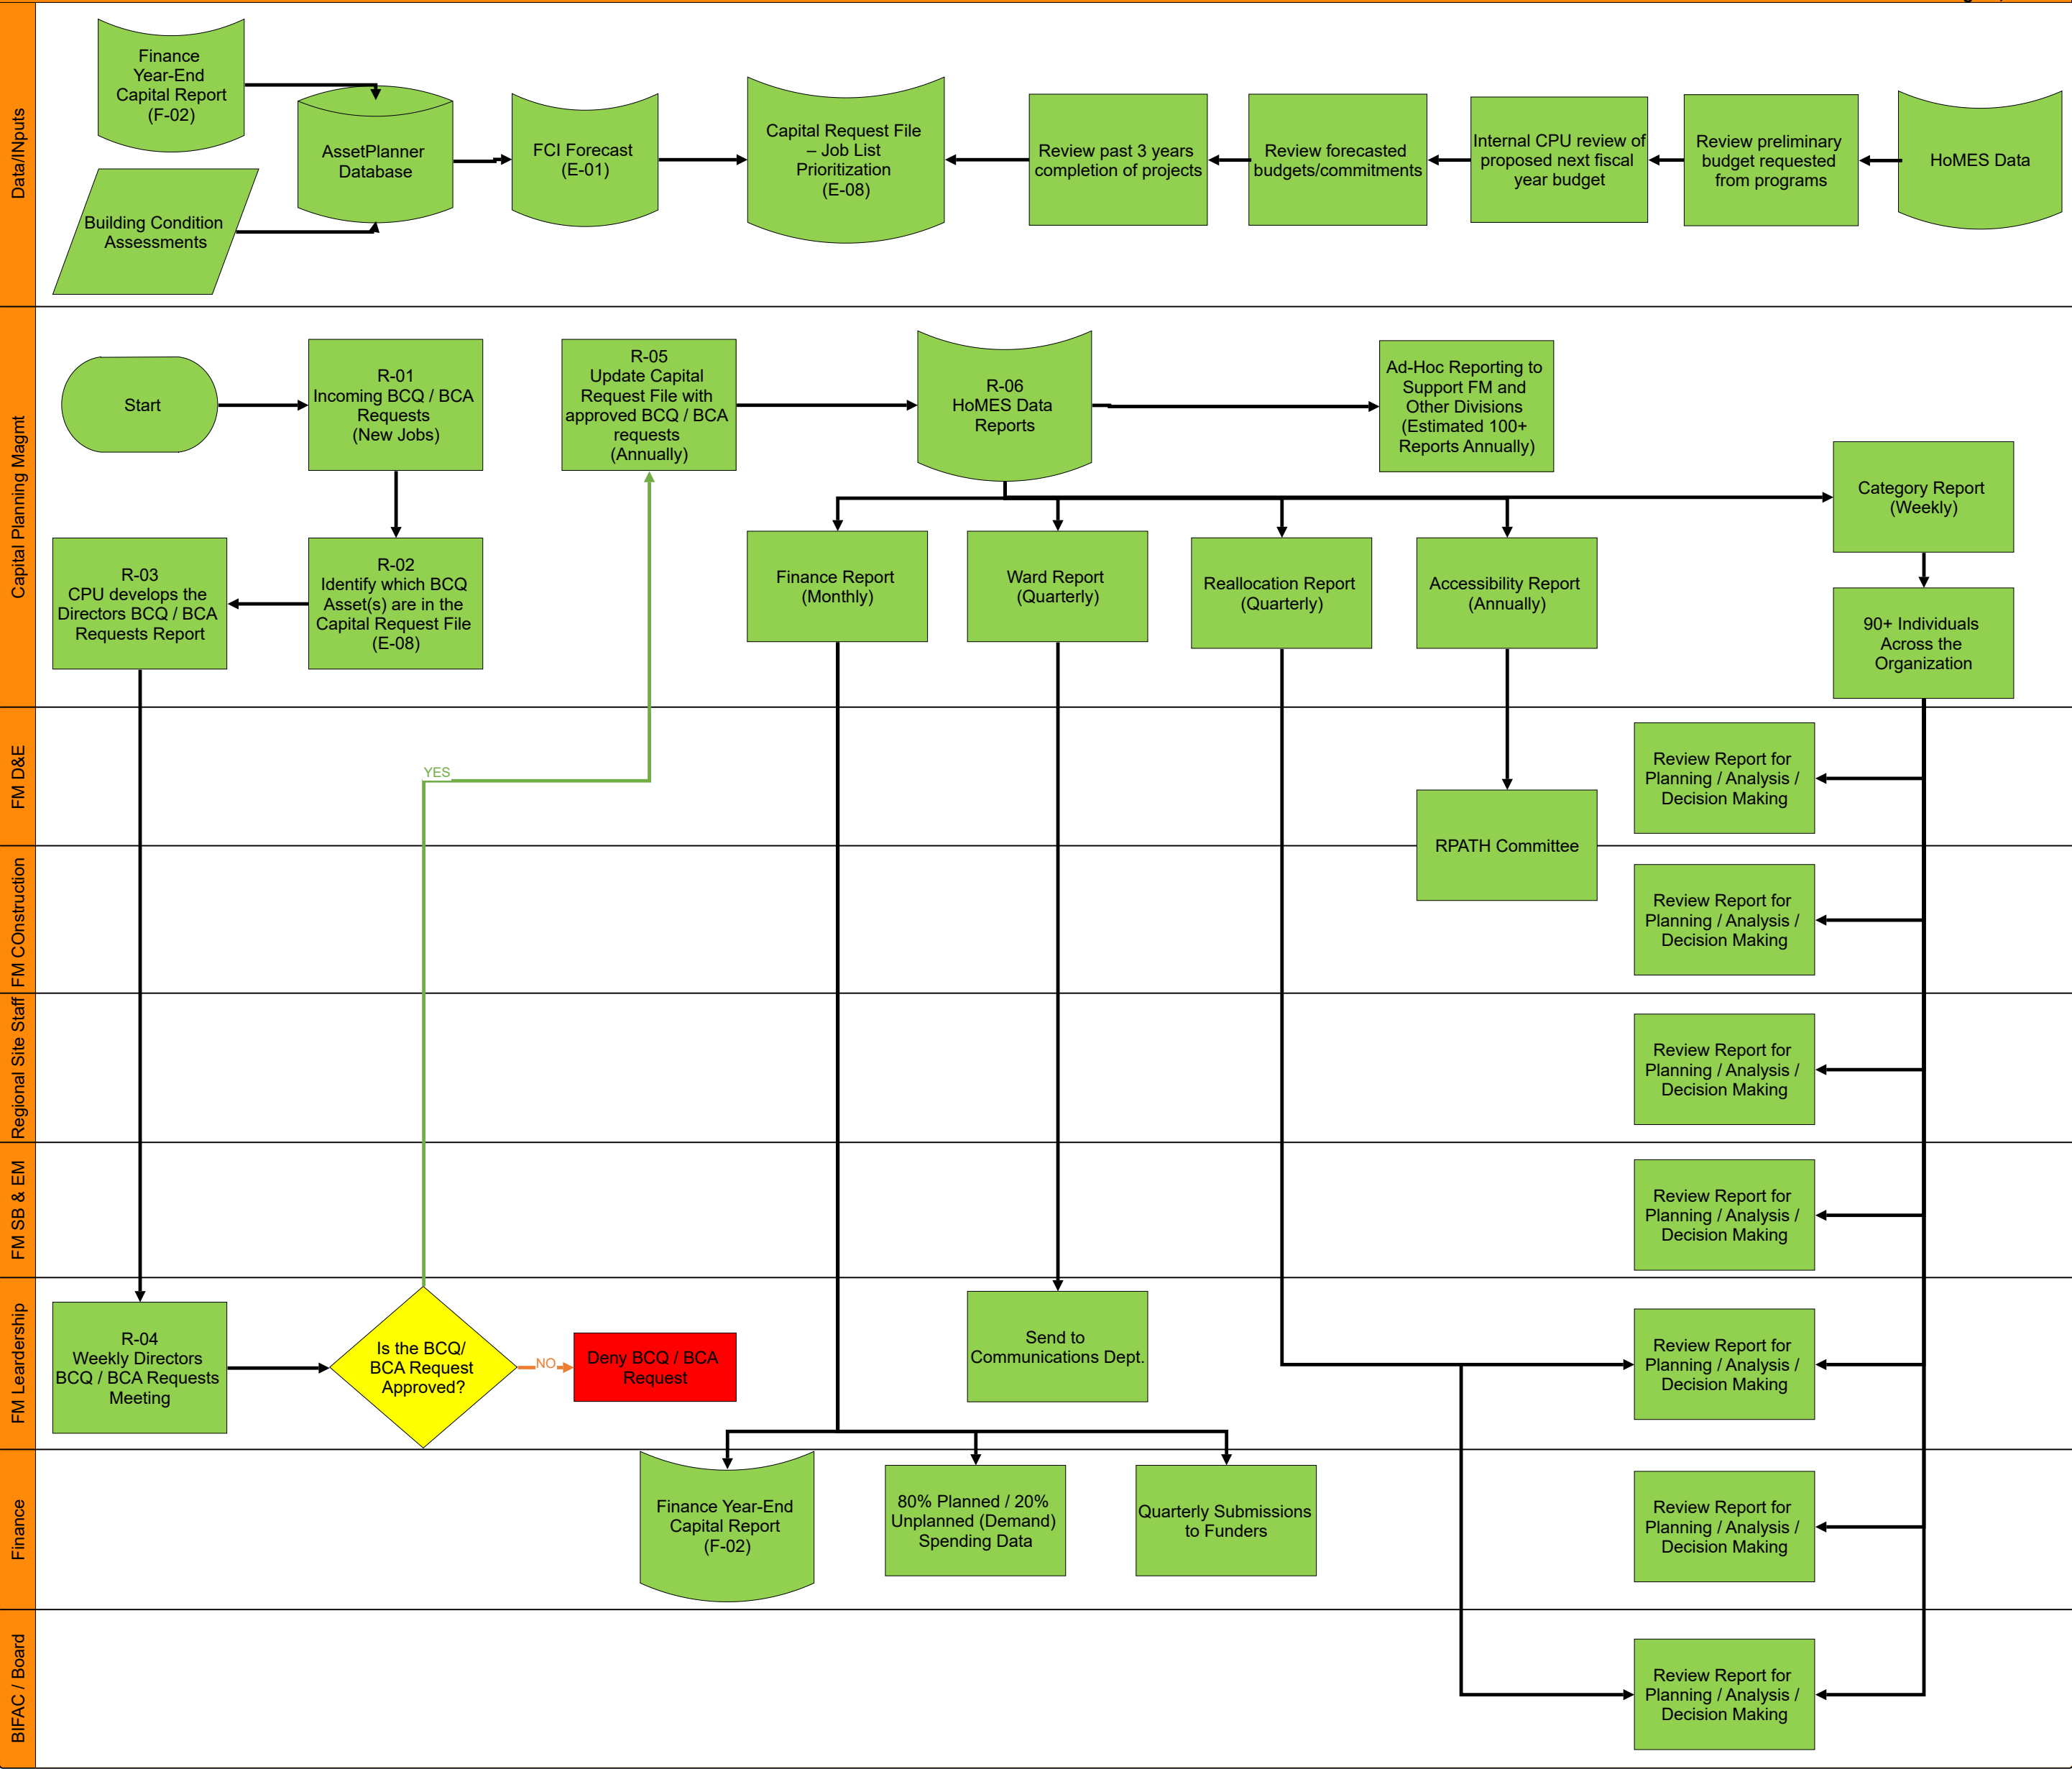 Data/INputs
Finance
Year-End
Capital Report
(F-02)
Building Condition
Assessments
AssetPlanner
Database
FCI Forecast
(E-01)
Capital Request File
– Job List
Prioritization
(E-08)
Review past 3 years
completion of projects
Review forecasted
budgets/commitments
Internal CPU review of
proposed next fiscal
year budget
Review preliminary
budget requested
from programs
HoMES Data
Capital Planning Magmt
Start
R-01
Incoming BCQ / BCA
Requests
(New Jobs)
R-05
Update Capital
Request File with
approved BCQ / BCA
requests
(Annually)
R-06
HoMES Data
Reports
Ad-Hoc Reporting to
Support FM and
Other Divisions
(Estimated 100+
Reports Annually)
Category Report
(Weekly)
R-03
CPU develops the
Directors BCQ / BCA
Requests Report
R-02
Identify which BCQ
Asset(s) are in the
Capital Request File
(E-08)
Finance Report
(Monthly)
Ward Report
(Quarterly)
Reallocation Report
(Quarterly)
Accessibility Report
(Annually)
90+ Individuals
Across the
Organization
FM D&E
YES
Review Report for
Planning / Analysis /
Decision Making
RPATH Committee
FM COnstruction
Review Report for
Planning / Analysis /
Decision Making
Regional Site Staff
Review Report for
Planning / Analysis /
Decision Making
FM SB & EM
Review Report for
Planning / Analysis /
Decision Making
FM Leardership
R-04
Weekly Directors
BCQ / BCA Requests
Meeting
Is the BCQ/
BCA Request
Approved?
NO
Deny BCQ / BCA
Request
Send to
Communications Dept.
Review Report for
Planning / Analysis /
Decision Making
Finance
Finance Year-End
Capital Report
(F-02)
80% Planned / 20%
Unplanned (Demand)
Spending Data
Quarterly Submissions
to Funders
Review Report for
Planning / Analysis /
Decision Making
BIFAC / Board
Review Report for
Planning / Analysis /
Decision Making